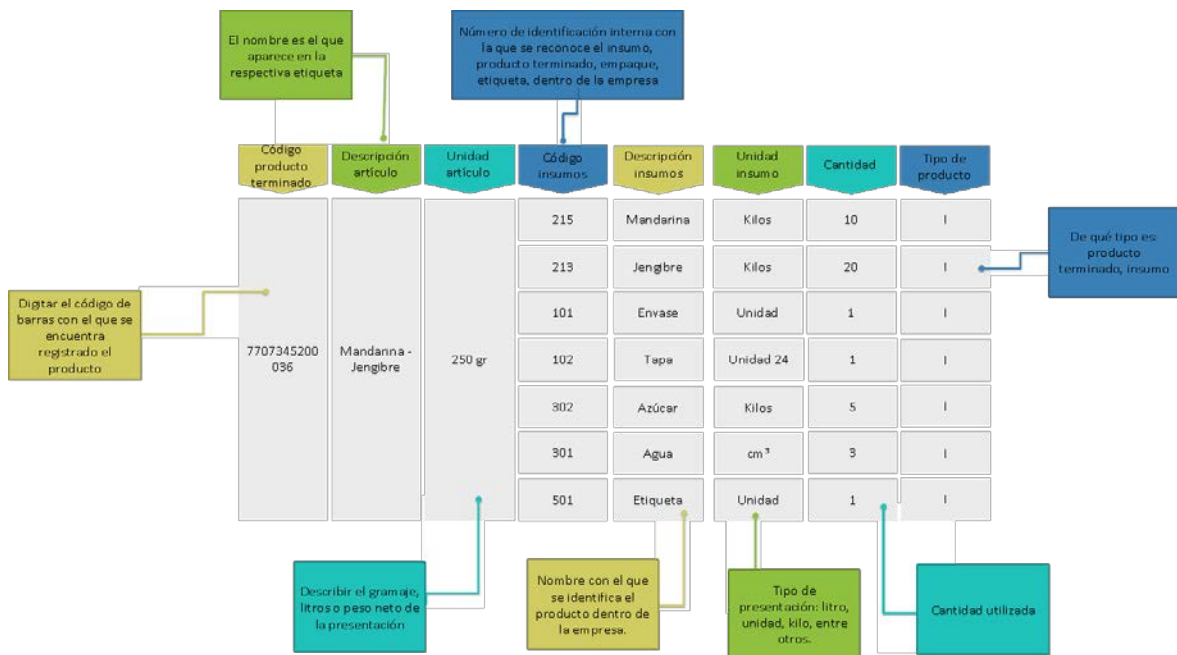 El nombre es el que
aparece en la
respectiva etiqueta
Número de identificación interna con
la que se reconoce el insumo,
producto terminado, empaque,
etiqueta, dentro de la empresa
Código
producto
terminado
Descripción
artículo
Unidad
artículo
Código
insumos
Descripción
insumos
Unidad
insumo
Cantidad
Tipo de
producto
7707345200
036
Mandarina -
Jengibre
250 gr
215 Mandarina Kilos 10 I
213 Jengibre Kilos 20 I
101 Envase Unidad 1 I
102 Tapa Unidad 24 1 I
302 Azúcar Kilos 5 I
301 Agua cm³ 3 I
501 Etiqueta Unidad 1 I
De qué tipo es:
producto
terminado, insumo
Digitar el código de
barras con el que se
encuentra
registrado el
producto
Describir el gramaje,
litros o peso neto de
la presentación
Nombre con el que
se identifica el
producto dentro de
la empresa.
Tipo de
presentación: litro,
unidad, kilo, entre
otros.
Cantidad utilizada